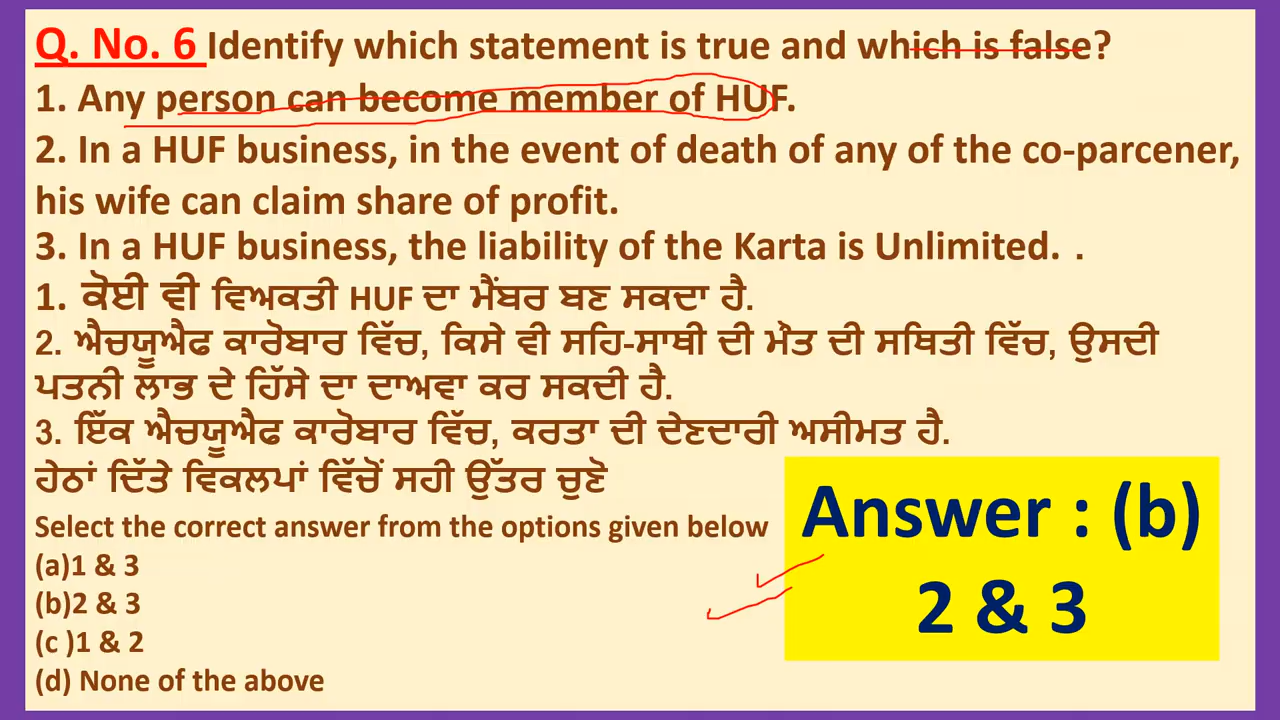 Q. No. 6 Identify which statement is true and which is false?
1. Any person can become member of HUF.
2. In a HUF business, in the event of death of any of the co-parcener,
his wife can claim share of profit.
3. In a HUF business, the liability of the Karta is Unlimited. .
1. ਕੋਈ ਵੀ ਵਿਅਕਤੀ HUF ਦਾ ਮੈਂਬਰ ਬਣ ਸਕਦਾ ਹੈ.
2. ਐਚਯੂਐਫ ਕਾਰੋਬਾਰ ਵਿੱਚ, ਕਿਸੇ ਵੀ ਸਹਿ-ਸਾਥੀ ਦੀ ਮੌਤ ਦੀ ਸਥਿਤੀ ਵਿੱਚ, ਉਸਦੀ
ਪਤਨੀ ਲਾਭ ਦੇ ਹਿੱਸੇ ਦਾ ਦਾਅਵਾ ਕਰ ਸਕਦੀ ਹੈ.
3. ਇੱਕ ਐਚਯੂਐਫ ਕਾਰੋਬਾਰ ਵਿੱਚ, ਕਰਤਾ ਦੀ ਦੇਣਦਾਰੀ ਅਸੀਮਤ ਹੈ.
ਹੇਠਾਂ ਦਿੱਤੇ ਵਿਕਲਪਾਂ ਵਿੱਚੋਂ ਸਹੀ ਉੱਤਰ ਚੁਣੋ
Select the correct answer from the options given below
(a)1 & 3
(b)2 & 3
(c )1 & 2
(d) None of the above
Answer : (b)
2 & 3